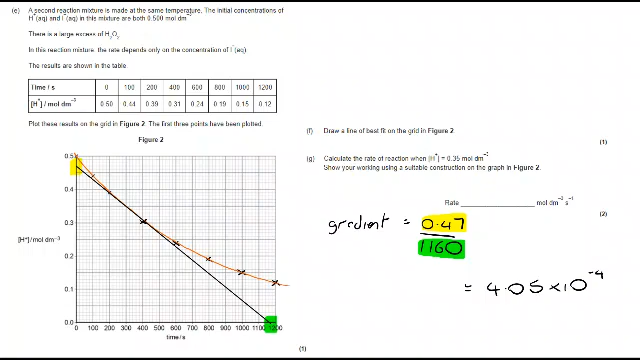 (e) A second reaction mixture is made at the same temperature. The initial concentrations of
H⁺(aq) and I⁻(aq) in this mixture are both 0.500 mol dm⁻³
There is a large excess of H₂O₂
In this reaction mixture, the rate depends only on the concentration of I⁻(aq)
The results are shown in the table.
Time / s 0 100 200 400 600 800 1000 1200
[H⁺] / mol dm⁻³ 0.50 0.44 0.39 0.31 0.24 0.19 0.15 0.12
Plot these results on the grid in Figure 2. The first three points have been plotted.
Figure 2
0.5
0.4
0.3
[H⁺] / mol dm⁻³
0.2
0.1
0.0
0 100 200 300 400 500 600 700 800 900 1000 1100 1200
time / s
(1)
(f) Draw a line of best fit on the grid in Figure 2.
(1)
(g) Calculate the rate of reaction when [H⁺] = 0.35 mol dm⁻³
Show your working using a suitable construction on the graph in Figure 2.
Rate mol dm⁻³ s⁻¹
(2)
gradient = 0.47
1160
= 4.05 × 10⁻⁴